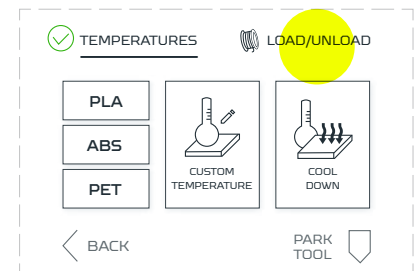 TEMPERATURES
LOAD/UNLOAD
PLA
ABS
PET
CUSTOM
TEMPERATURE
COOL
DOWN
BACK
PARK
TOOL